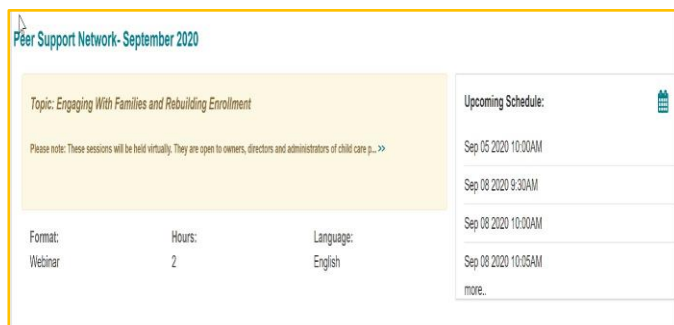 Peer Support Network- September 2020
Topic: Engaging With Families and Rebuilding Enrollment
Please note: These sessions will be held virtually. They are open to owners, directors and administrators of child care p... »
Format:
Webinar
Hours:
2
Language:
English
Upcoming Schedule:
Sep 05 2020 10:00AM
Sep 08 2020 9:30AM
Sep 08 2020 10:00AM
Sep 08 2020 10:05AM
more..